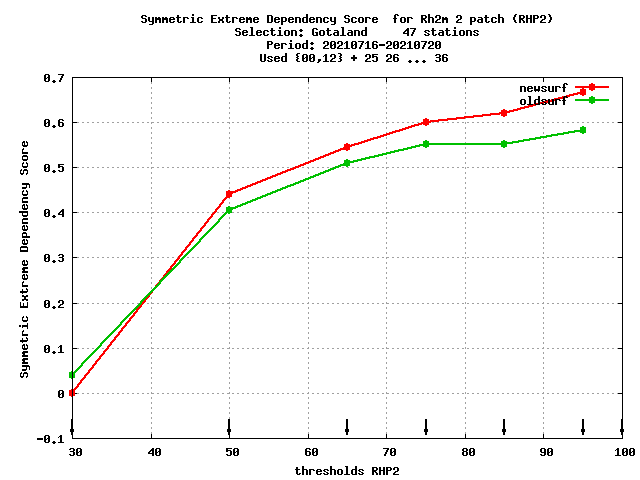 Symmetric Extreme Dependency Score  for Rh2m 2 patch (RHP2)
Selection: Gotaland     47 stations
Period: 20210716-20210720
Used {00,12} + 25 26 ... 36
newsurf
oldsurf
Symmetric Extreme Dependency Score
0.7
0.6
0.5
0.4
0.3
0.2
0.1
0
-0.1
30 40 50 60 70 80 90 100
thresholds RHP2